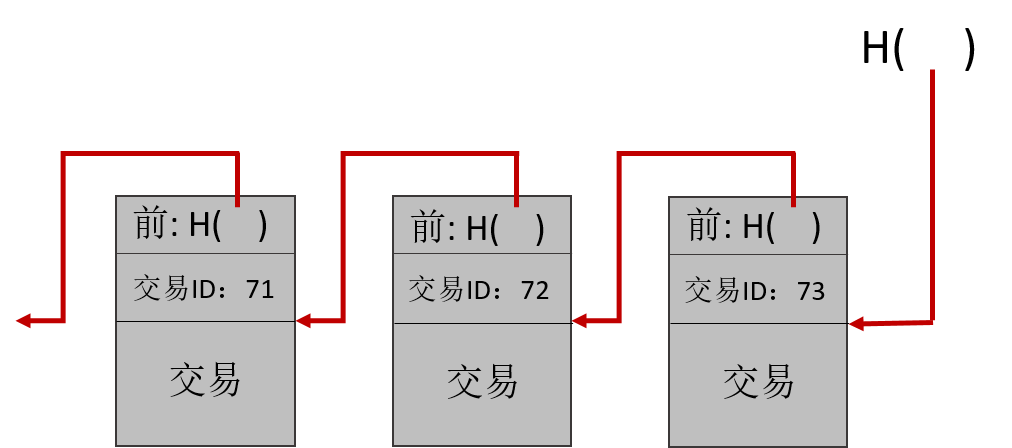 H( )
前: H( )
交易ID：71
交易
前: H( )
交易ID：72
交易
前: H( )
交易ID：73
交易